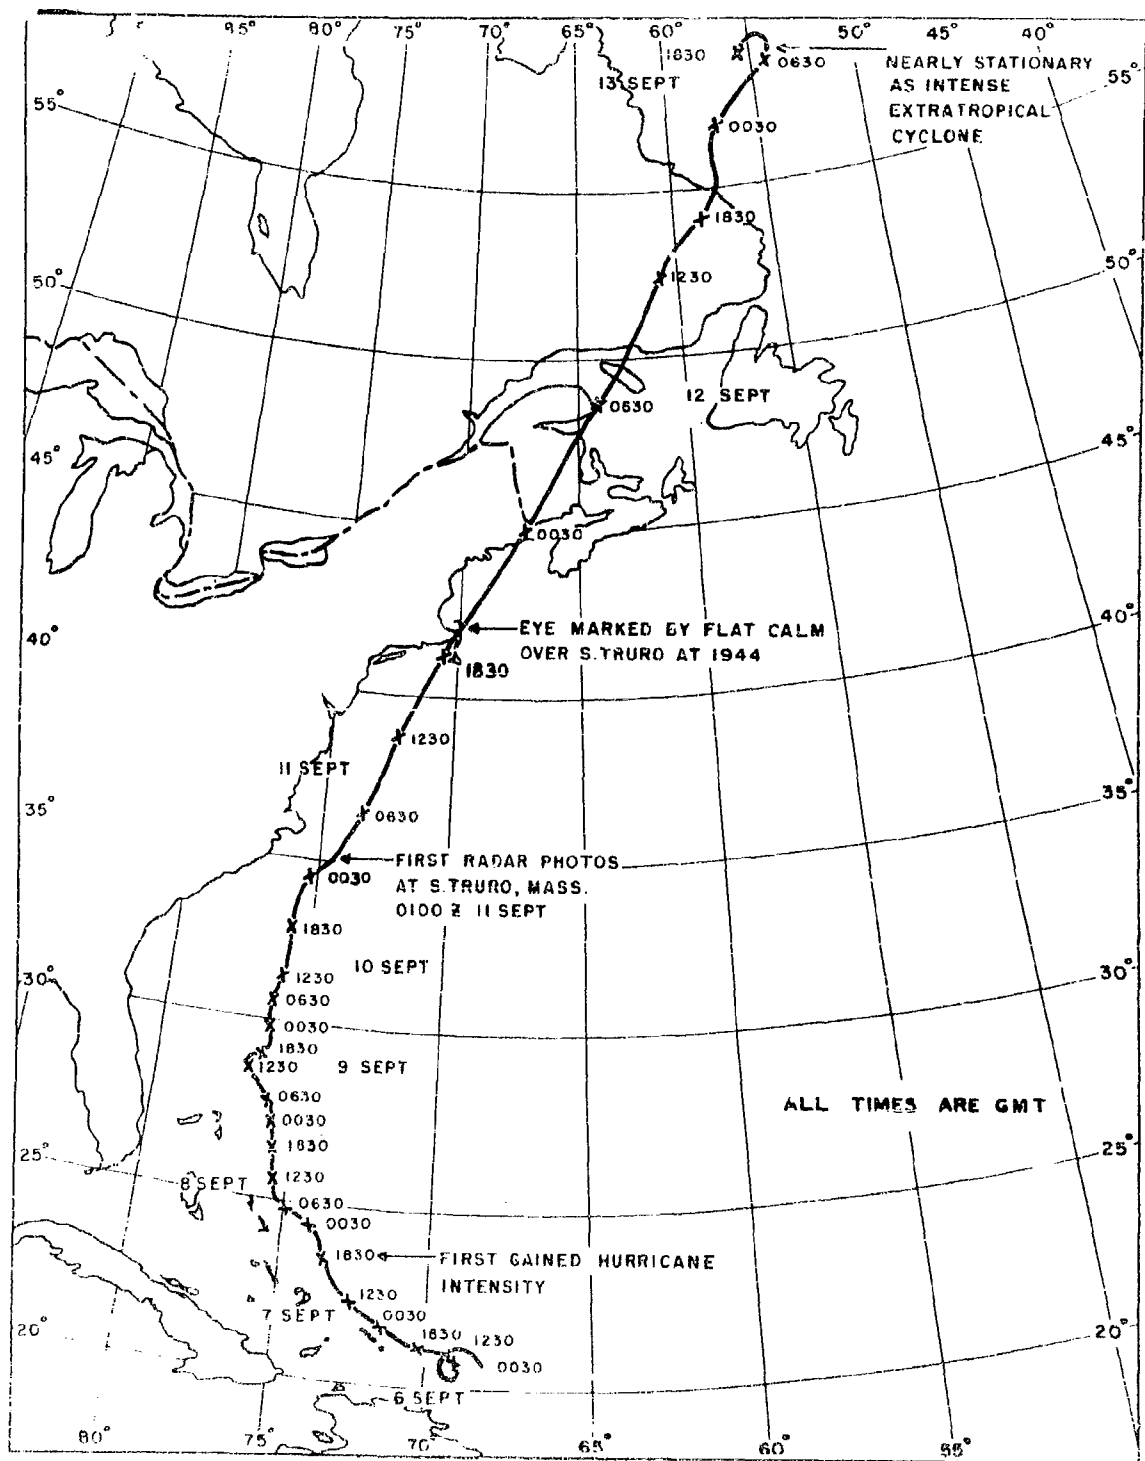 85° 80° 75° 70° 65° 60° 50° 45° 40°
1830
0630
NEARLY STATIONARY
AS INTENSE
EXTRATROPICAL
CYCLONE
55°
55°
13 SEPT
0030
1830
50°
50°
1230
12 SEPT
0630
45°
45°
0030
40°
40°
EYE MARKED BY FLAT CALM
OVER S. TRURO AT 1944
1830
1230
11 SEPT
35°
35°
0630
FIRST RADAR PHOTOS
AT S. TRURO, MASS.
0100 Z 11 SEPT
0030
1830
10 SEPT
30°
30°
1230
0630
0030
1830
1230
9 SEPT
0630
ALL TIMES ARE GMT
0030
1830
25°
25°
1230
8 SEPT
0630
0030
1830
FIRST GAINED HURRICANE
INTENSITY
1230
7 SEPT
0030
20°
20°
1830 1230
0030
6 SEPT
80° 75° 70° 65° 60° 55°